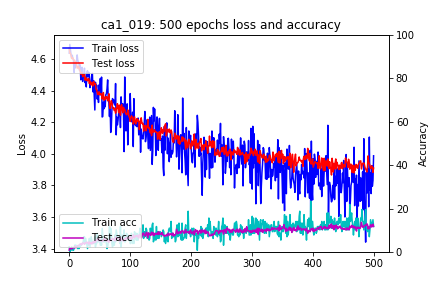 ca1_019: 500 epochs loss and accuracy
Train loss
Test loss
Train acc
Test acc
Loss
4.6
4.4
4.2
4.0
3.8
3.6
3.4
100
80
60
40
20
0
Accuracy
0 100 200 300 400 500